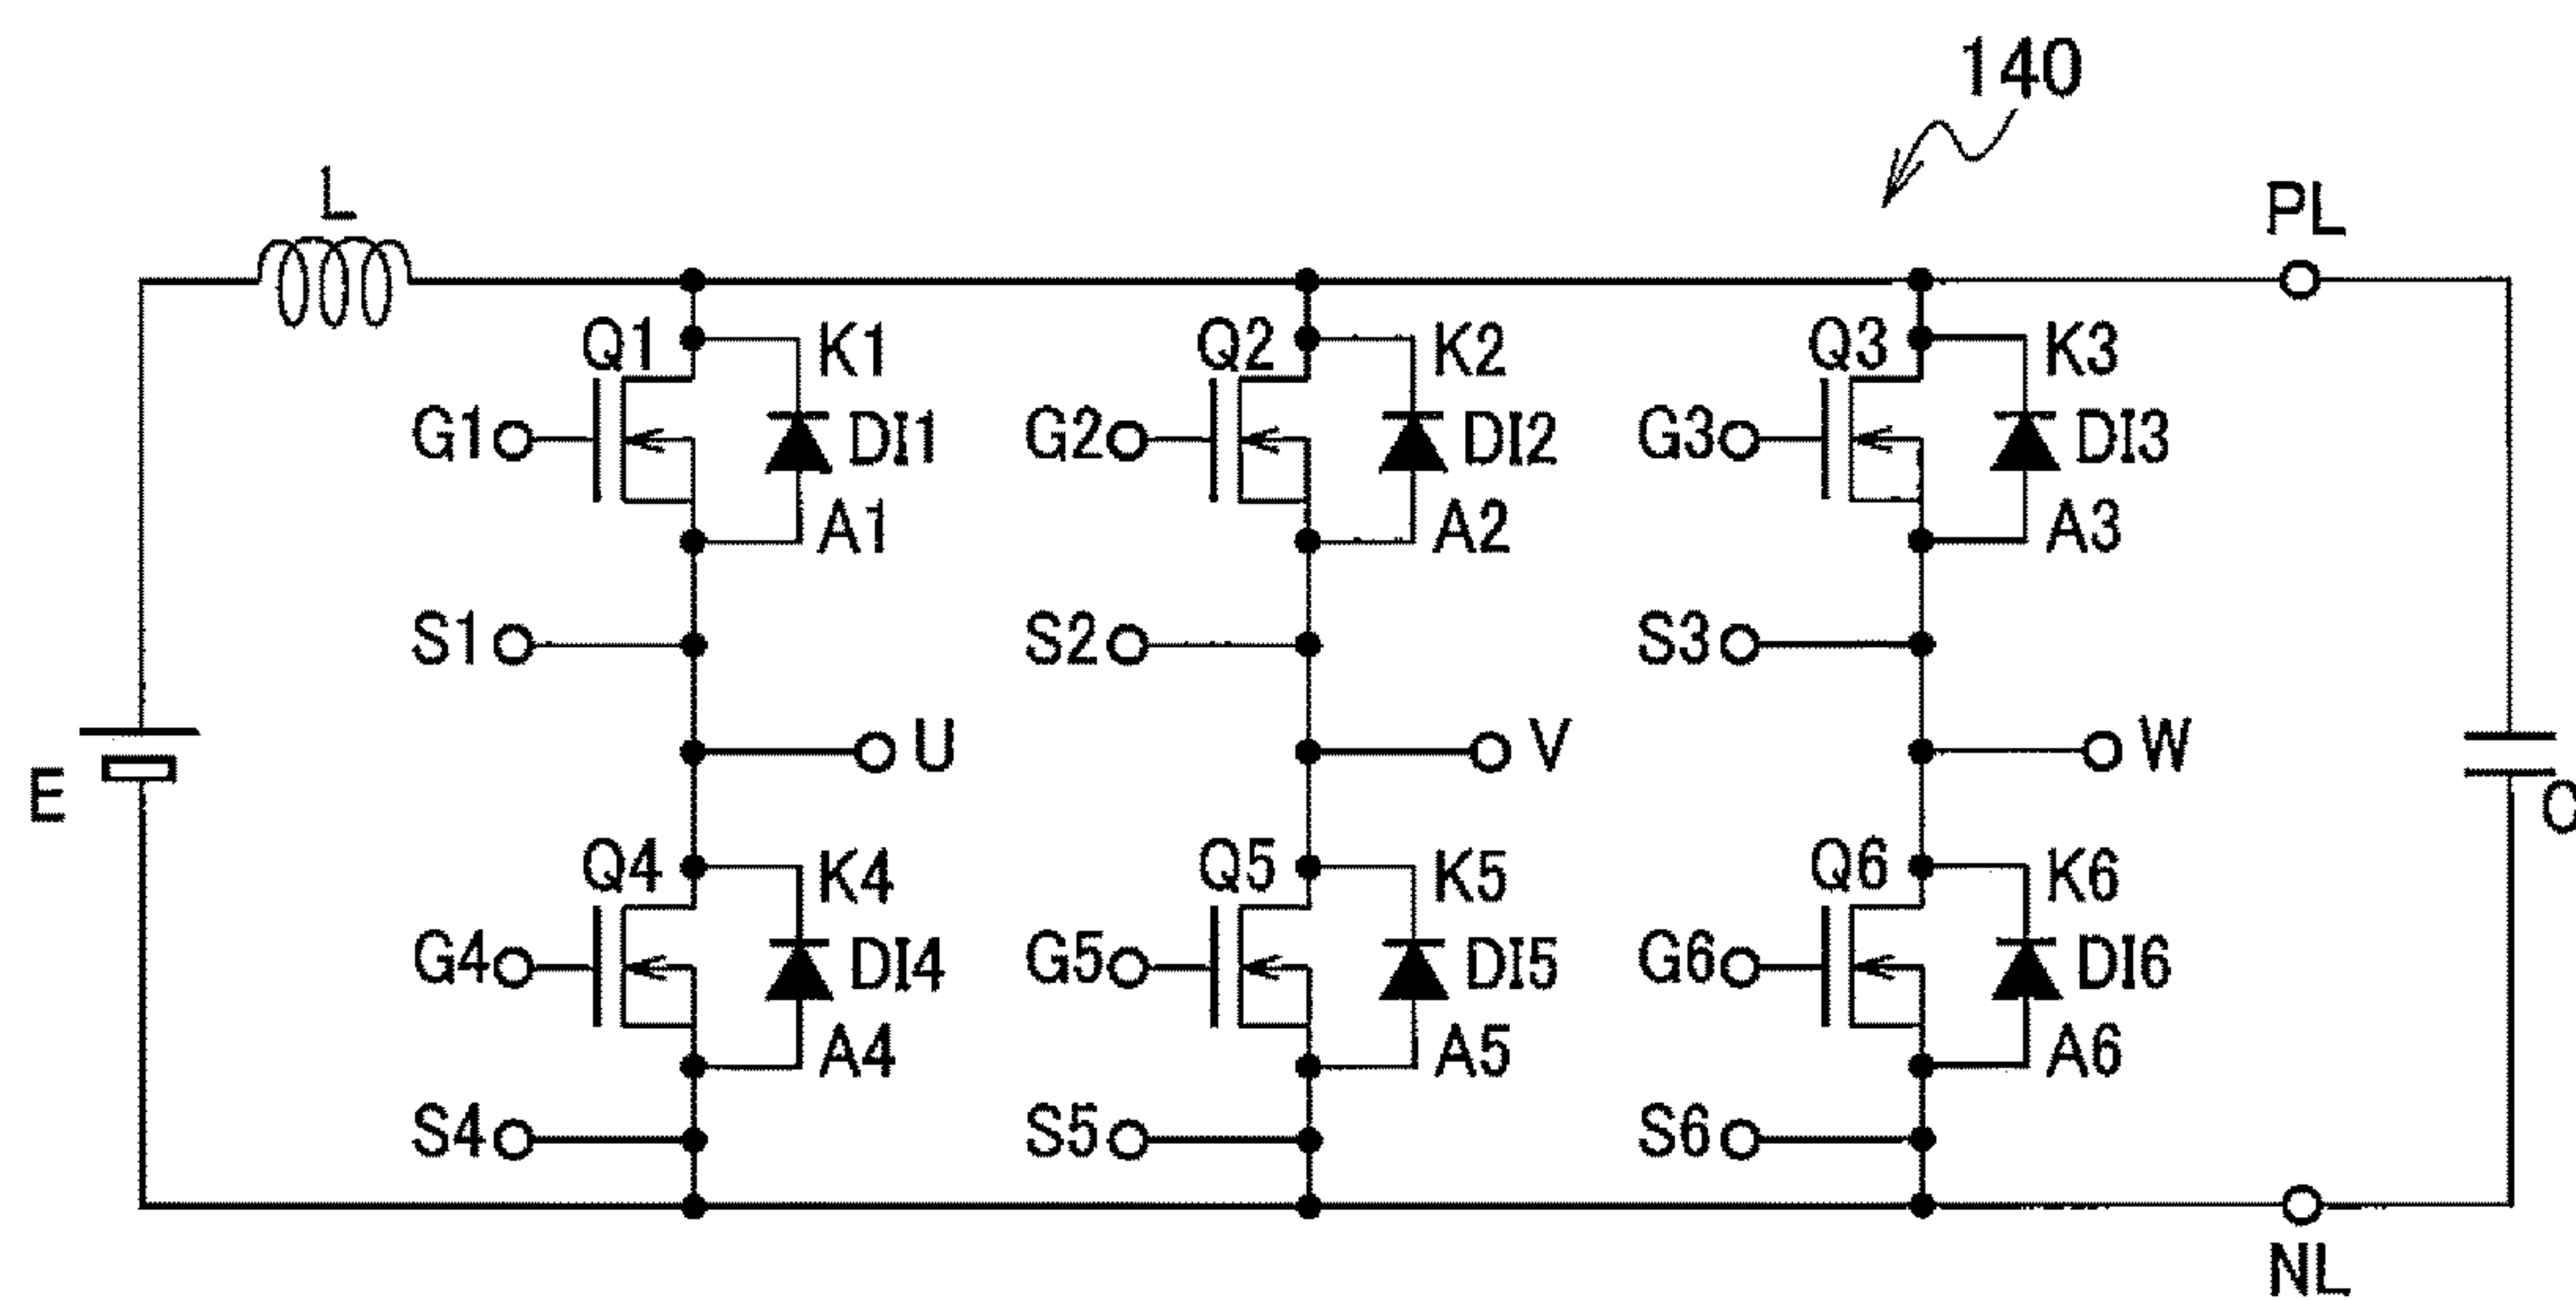 140
L
PL
Q1 K1 Q2 K2 Q3 K3
G1 DI1 G2 DI2 G3 DI3
A1 A2 A3
S1 S2 S3
U V W
E
Q4 K4 Q5 K5 Q6 K6
G4 DI4 G5 DI5 G6 DI6
A4 A5 A6
S4 S5 S6
NL